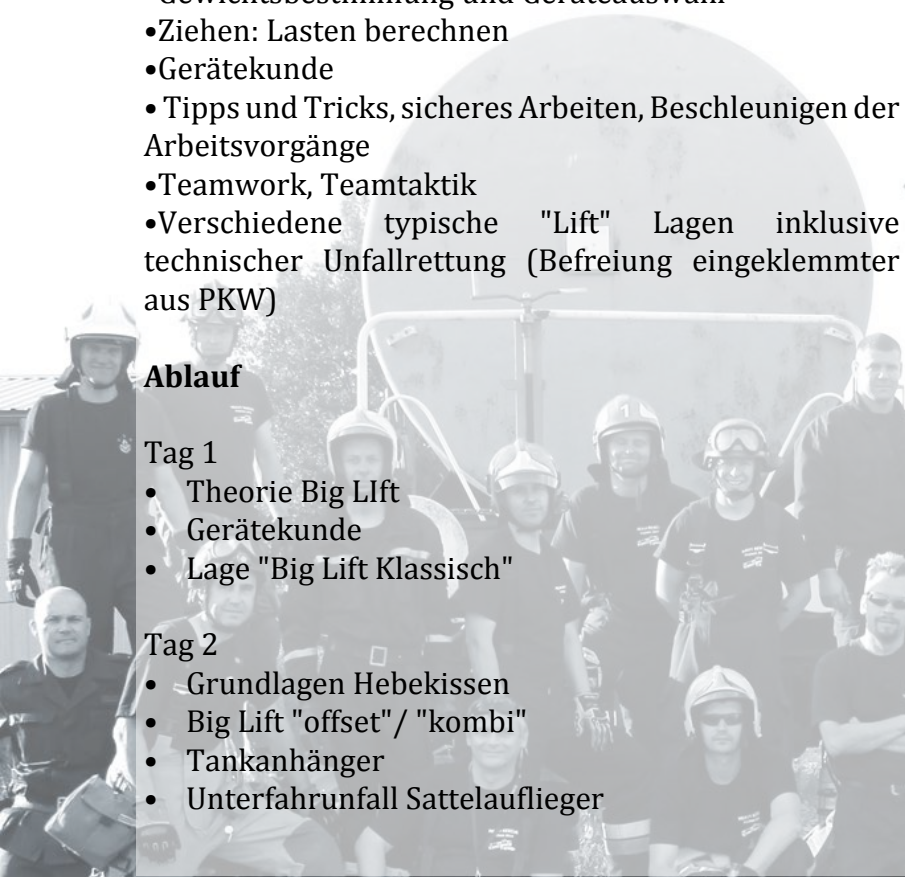 •Ziehen: Lasten berechnen
•Gerätekunde
• Tipps und Tricks, sicheres Arbeiten, Beschleunigen der
Arbeitsvorgänge
•Teamwork, Teamtaktik
•Verschiedene typische "Lift" Lagen inklusive
technischer Unfallrettung (Befreiung eingeklemmter
aus PKW)
Ablauf
Tag 1
• Theorie Big LIft
• Gerätekunde
• Lage "Big Lift Klassisch"
Tag 2
• Grundlagen Hebekissen
• Big Lift "offset"/ "kombi"
• Tankanhänger
• Unterfahrunfall Sattelauflieger